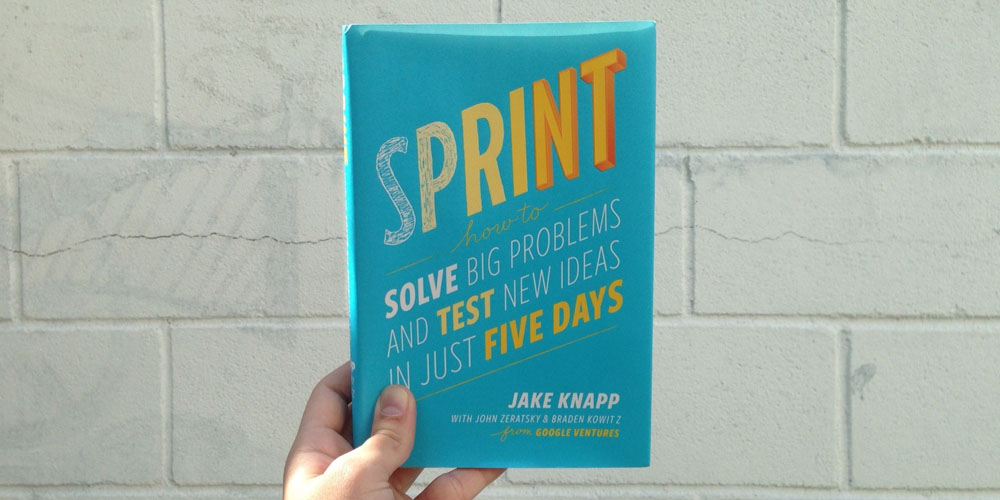 SPRINT
how to
SOLVE BIG PROBLEMS
AND TEST NEW IDEAS
IN JUST FIVE DAYS
JAKE KNAPP
WITH JOHN ZERATSKY & BRADEN KOWITZ
from GOOGLE VENTURES